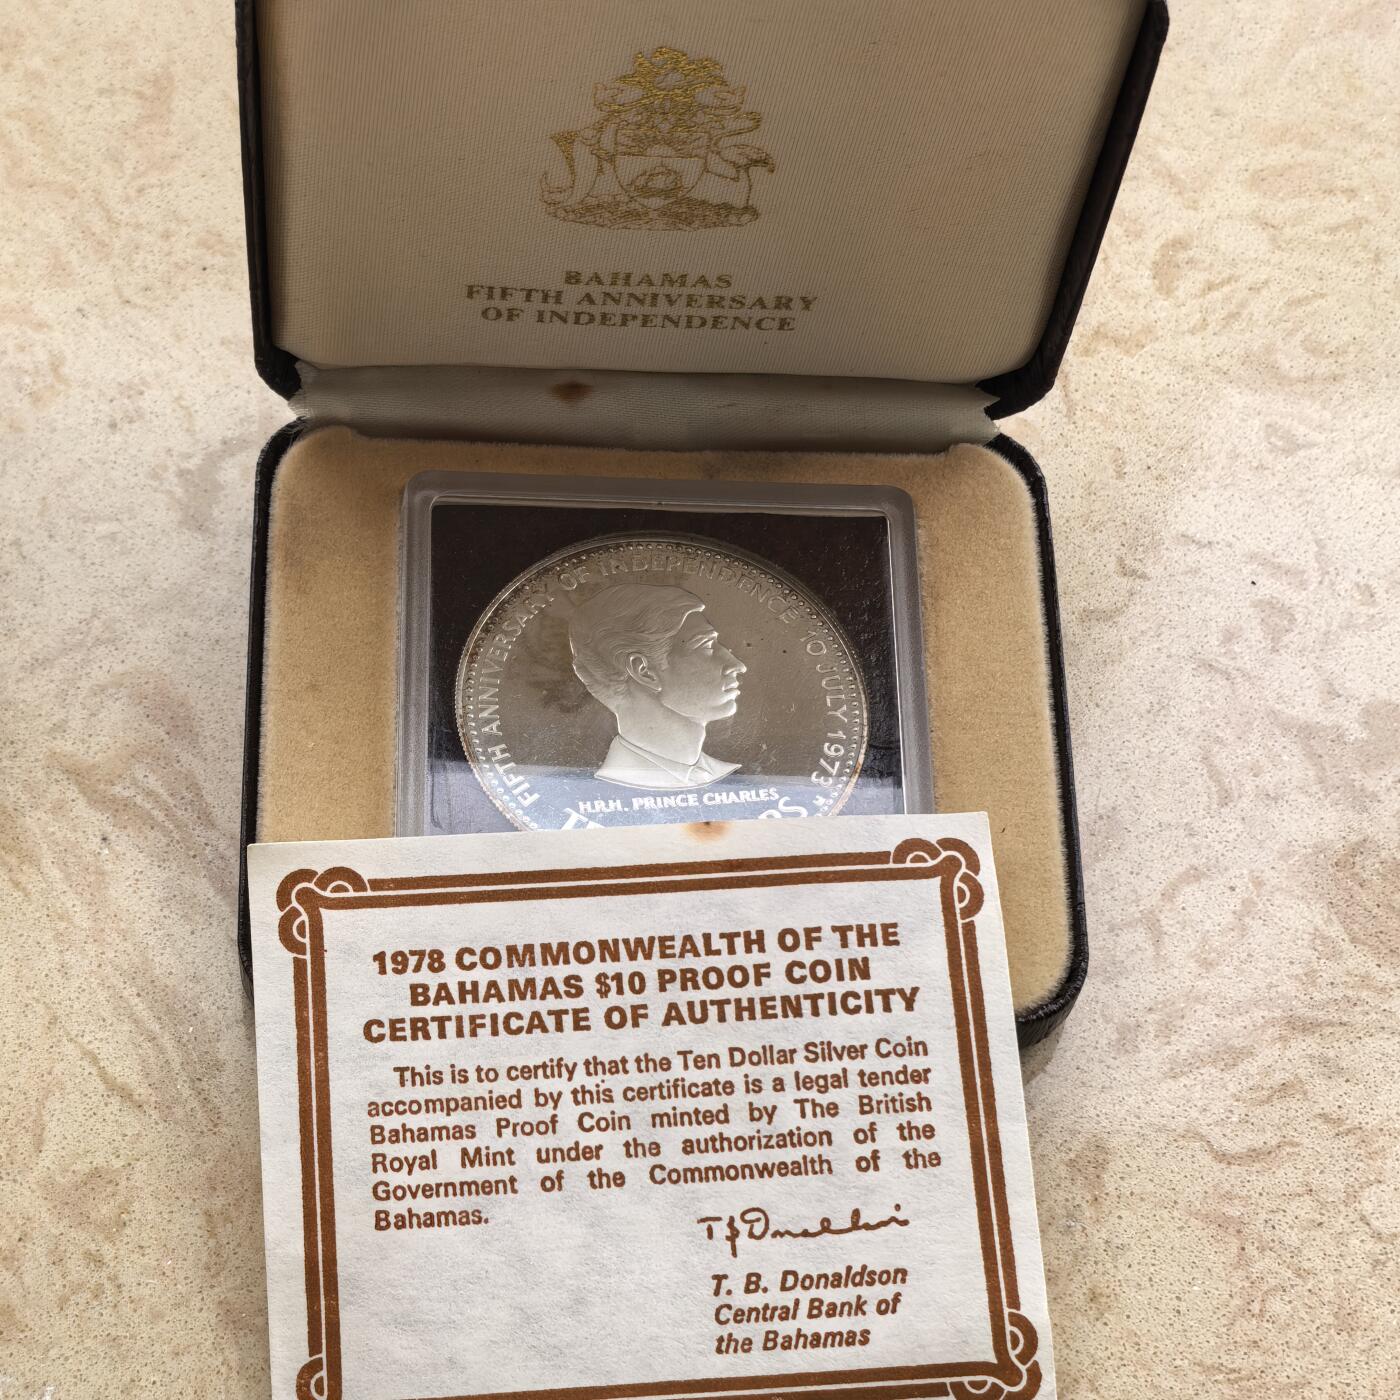 BAHAMAS
FIFTH ANNIVERSARY
OF INDEPENDENCE
FIFTH ANNIVERSARY OF INDEPENDENCE 10 JULY 1973
H.R.H. PRINCE CHARLES
1978 COMMONWEALTH OF THE
BAHAMAS $10 PROOF COIN
CERTIFICATE OF AUTHENTICITY
This is to certify that the Ten Dollar Silver Coin
accompanied by this certificate is a legal tender
Bahamas Proof Coin minted by The British
Royal Mint under the authorization of the
Government of the Commonwealth of the
Bahamas.
T. B. Donaldson
Central Bank of
the Bahamas